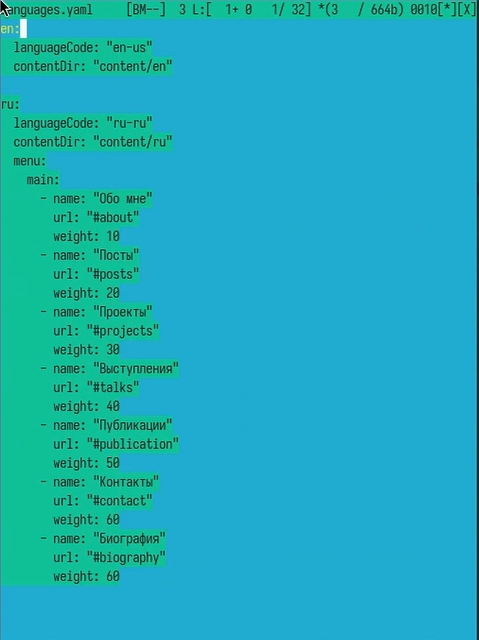 anguages.yaml [BM--] 3 L:[ 1+ 0 1/ 32] *(3 / 664b) 0010[*][X]
en:
languageCode: "en-us"
contentDir: "content/en"
ru:
languageCode: "ru-ru"
contentDir: "content/ru"
menu:
main:
- name: "Обо мне"
url: "#about"
weight: 10
- name: "Посты"
url: "#posts"
weight: 20
- name: "Проекты"
url: "#projects"
weight: 30
- name: "Выступления"
url: "#talks"
weight: 40
- name: "Публикации"
url: "#publication"
weight: 50
- name: "Контакты"
url: "#contact"
weight: 60
- name: "Биография"
url: "#biography"
weight: 60